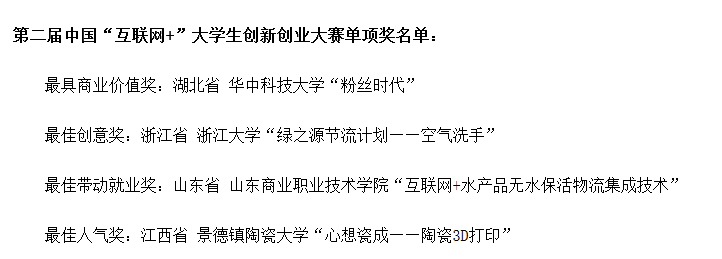 第二届中国“互联网+”大学生创新创业大赛单项奖名单：
最具商业价值奖：湖北省 华中科技大学“粉丝时代”
最佳创意奖：浙江省 浙江大学“绿之源节流计划——空气洗手”
最佳带动就业奖：山东省 山东商业职业技术学院“互联网+水产品无水保活物流集成技术”
最佳人气奖：江西省 景德镇陶瓷大学“心想瓷成——陶瓷3D打印”